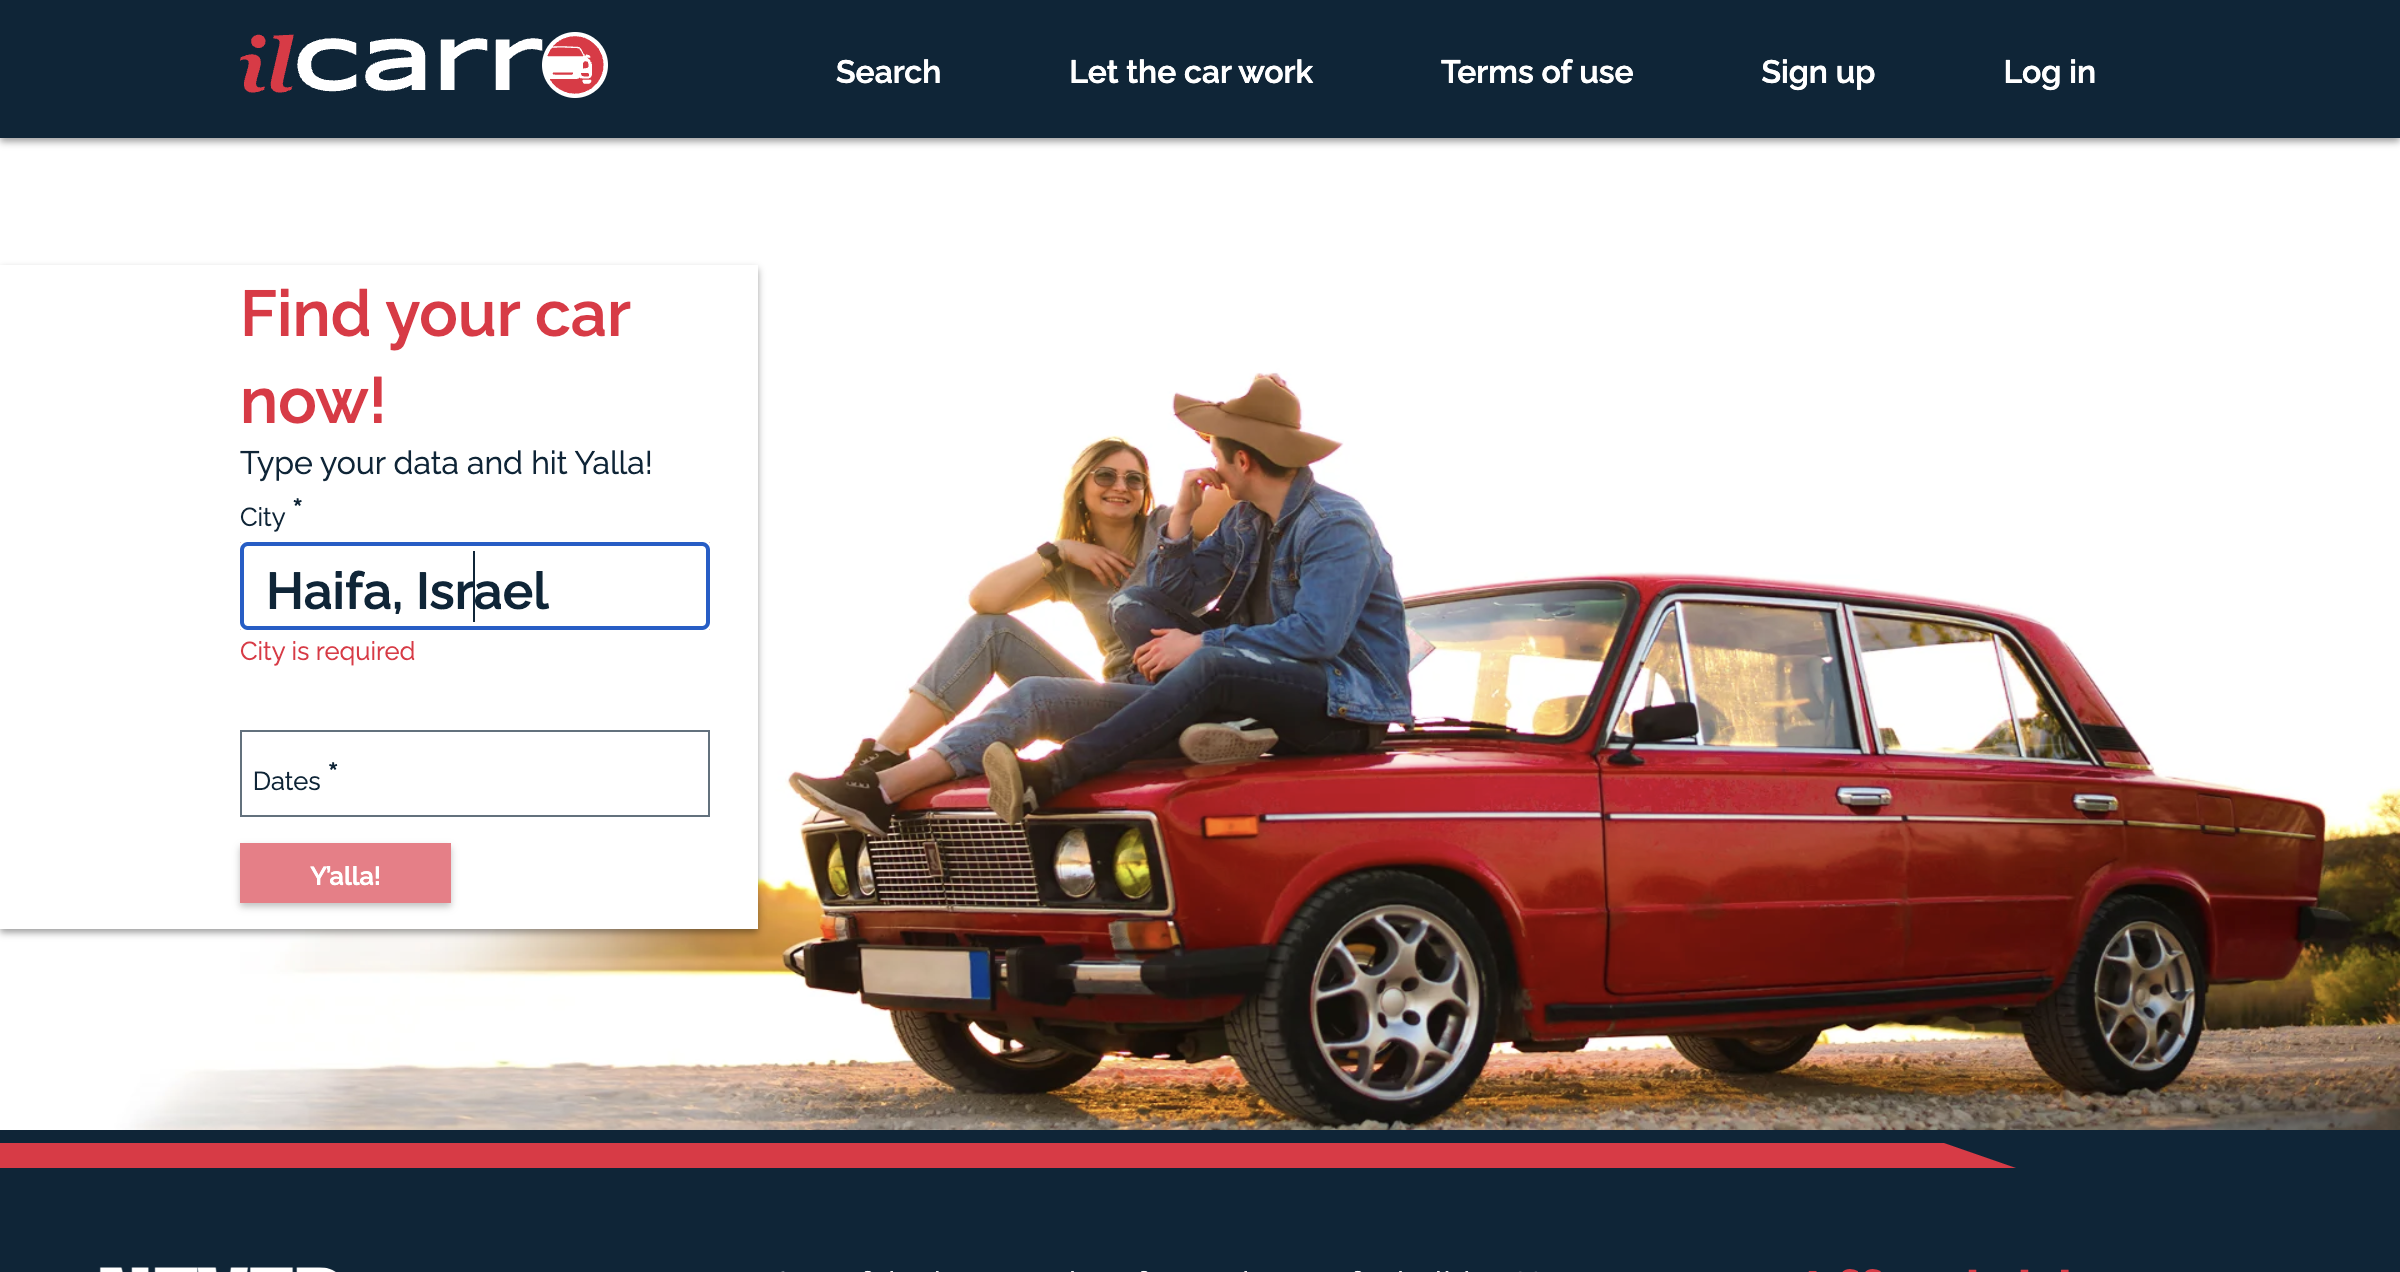 ilcarro
Search Let the car work Terms of use Sign up Log in
Find your car
now!
Type your data and hit Yalla!
City *
Haifa, Israel
City is required
Dates *
Y'alla!